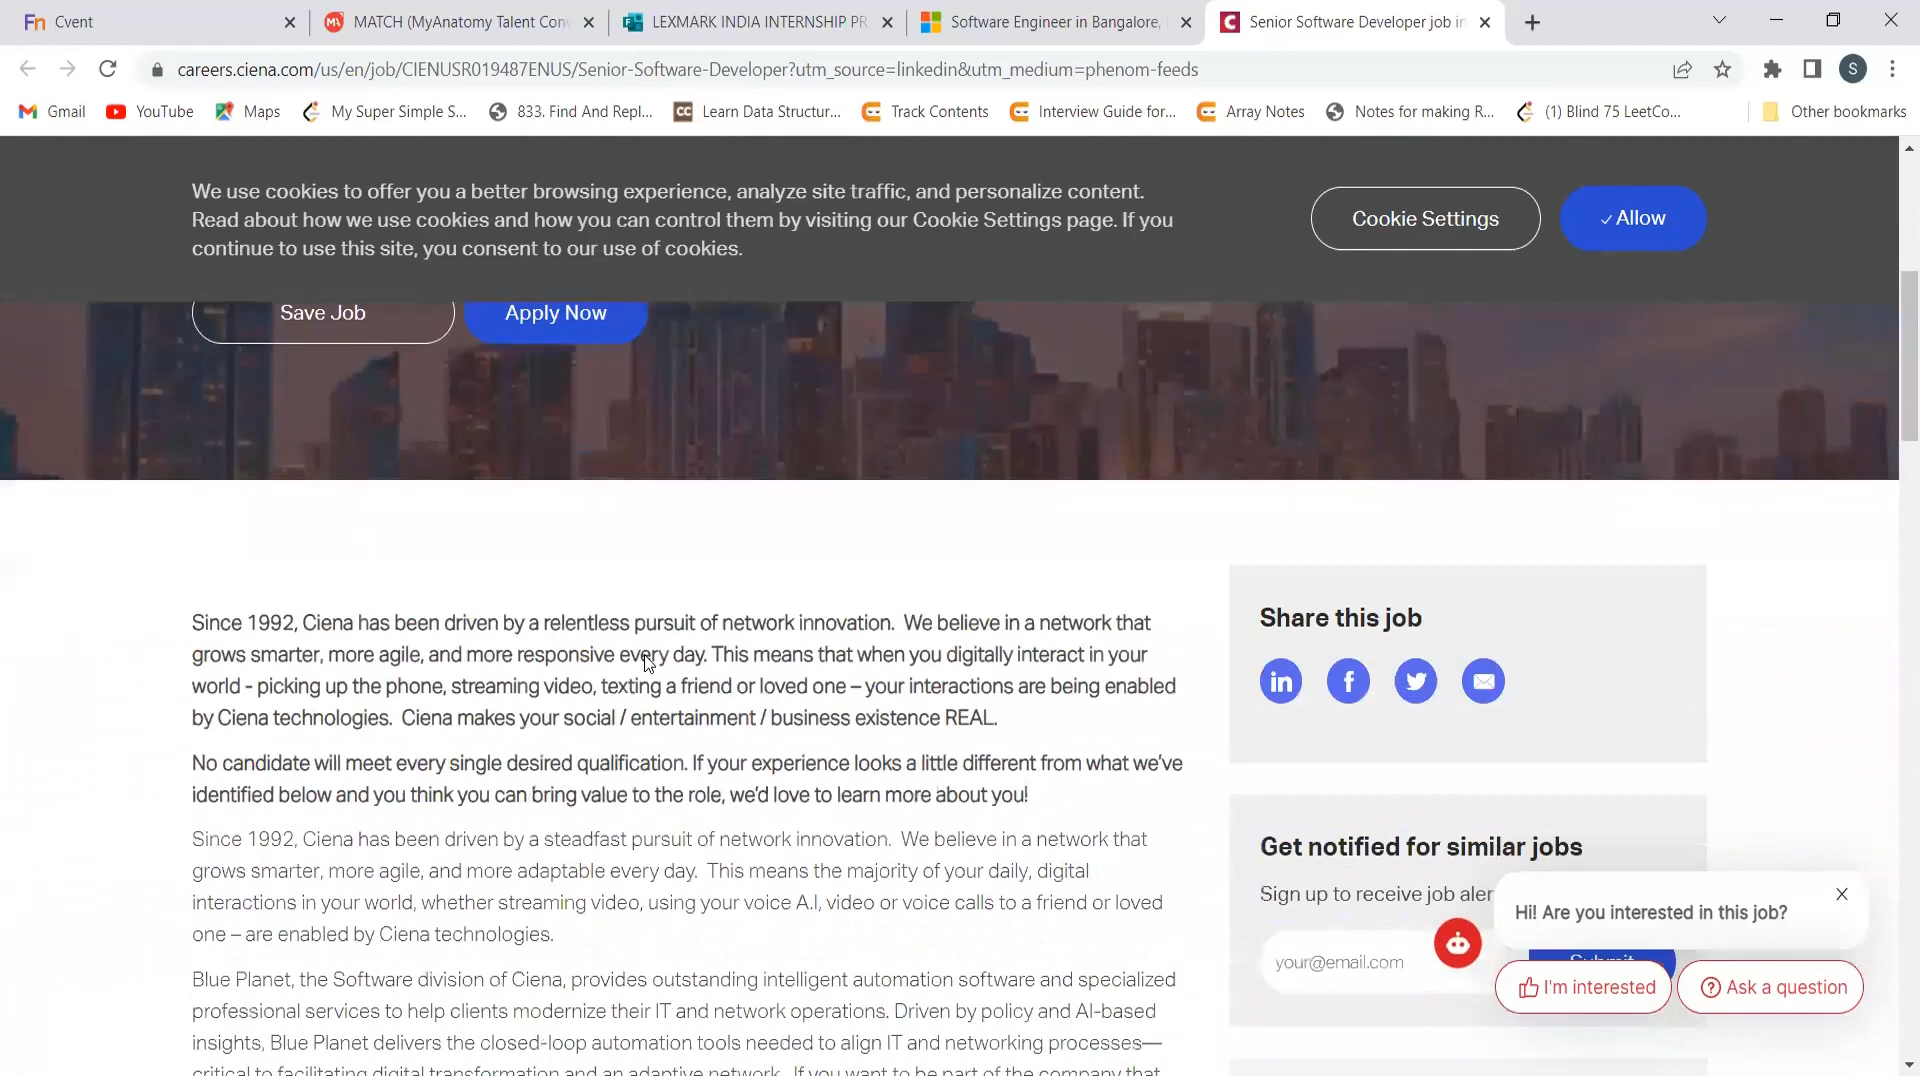 Cvent
MATCH (MyAnatomy Talent Con
LEXMARK INDIA INTERNSHIP PR
Software Engineer in Bangalore,
Senior Software Developer job in
careers.ciena.com/us/en/job/CIENUSR019487ENUS/Senior-Software-Developer?utm_source=linkedin&utm_medium=phenom-feeds
S
Gmail
YouTube
Maps
My Super Simple S...
833. Find And Repl...
Learn Data Structur...
Track Contents
Interview Guide for...
Array Notes
Notes for making R...
(1) Blind 75 LeetCo...
Other bookmarks
We use cookies to offer you a better browsing experience, analyze site traffic, and personalize content.
Read about how we use cookies and how you can control them by visiting our Cookie Settings page. If you
continue to use this site, you consent to our use of cookies.
Cookie Settings
Allow
Save Job
Apply Now
Since 1992, Ciena has been driven by a relentless pursuit of network innovation. We believe in a network that
grows smarter, more agile, and more responsive every day. This means that when you digitally interact in your
world - picking up the phone, streaming video, texting a friend or loved one – your interactions are being enabled
by Ciena technologies. Ciena makes your social / entertainment / business existence REAL.
No candidate will meet every single desired qualification. If your experience looks a little different from what we've
identified below and you think you can bring value to the role, we'd love to learn more about you!
Since 1992, Ciena has been driven by a steadfast pursuit of network innovation. We believe in a network that
grows smarter, more agile, and more adaptable every day. This means the majority of your daily, digital
interactions in your world, whether streaming video, using your voice A.I, video or voice calls to a friend or loved
one – are enabled by Ciena technologies.
Blue Planet, the Software division of Ciena, provides outstanding intelligent automation software and specialized
professional services to help clients modernize their IT and network operations. Driven by policy and AI-based
insights, Blue Planet delivers the closed-loop automation tools needed to align IT and networking processes—
critical to facilitating digital transformation and an adaptive network. If you want to be part of the company that
Share this job
Get notified for similar jobs
Sign up to receive job aler
your@email.com
Submit
Hi! Are you interested in this job?
I'm interested
Ask a question